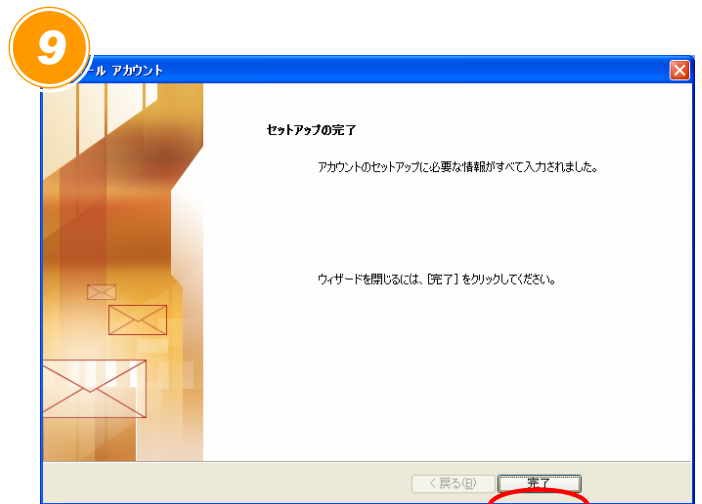 9
ール アカウント
セットアップの完了
アカウントのセットアップに必要な情報がすべて入力されました。
ウィザードを閉じるには、[完了] をクリックしてください。
< 戻る(B)
完了